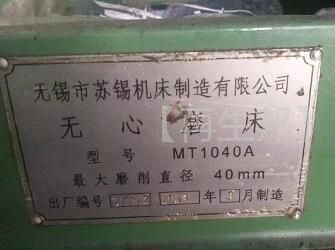 无锡市苏锡机床制造有限公司
无心磨床
型号 MT1040A
最大磨削直径 40mm
出厂编号 年 月制造